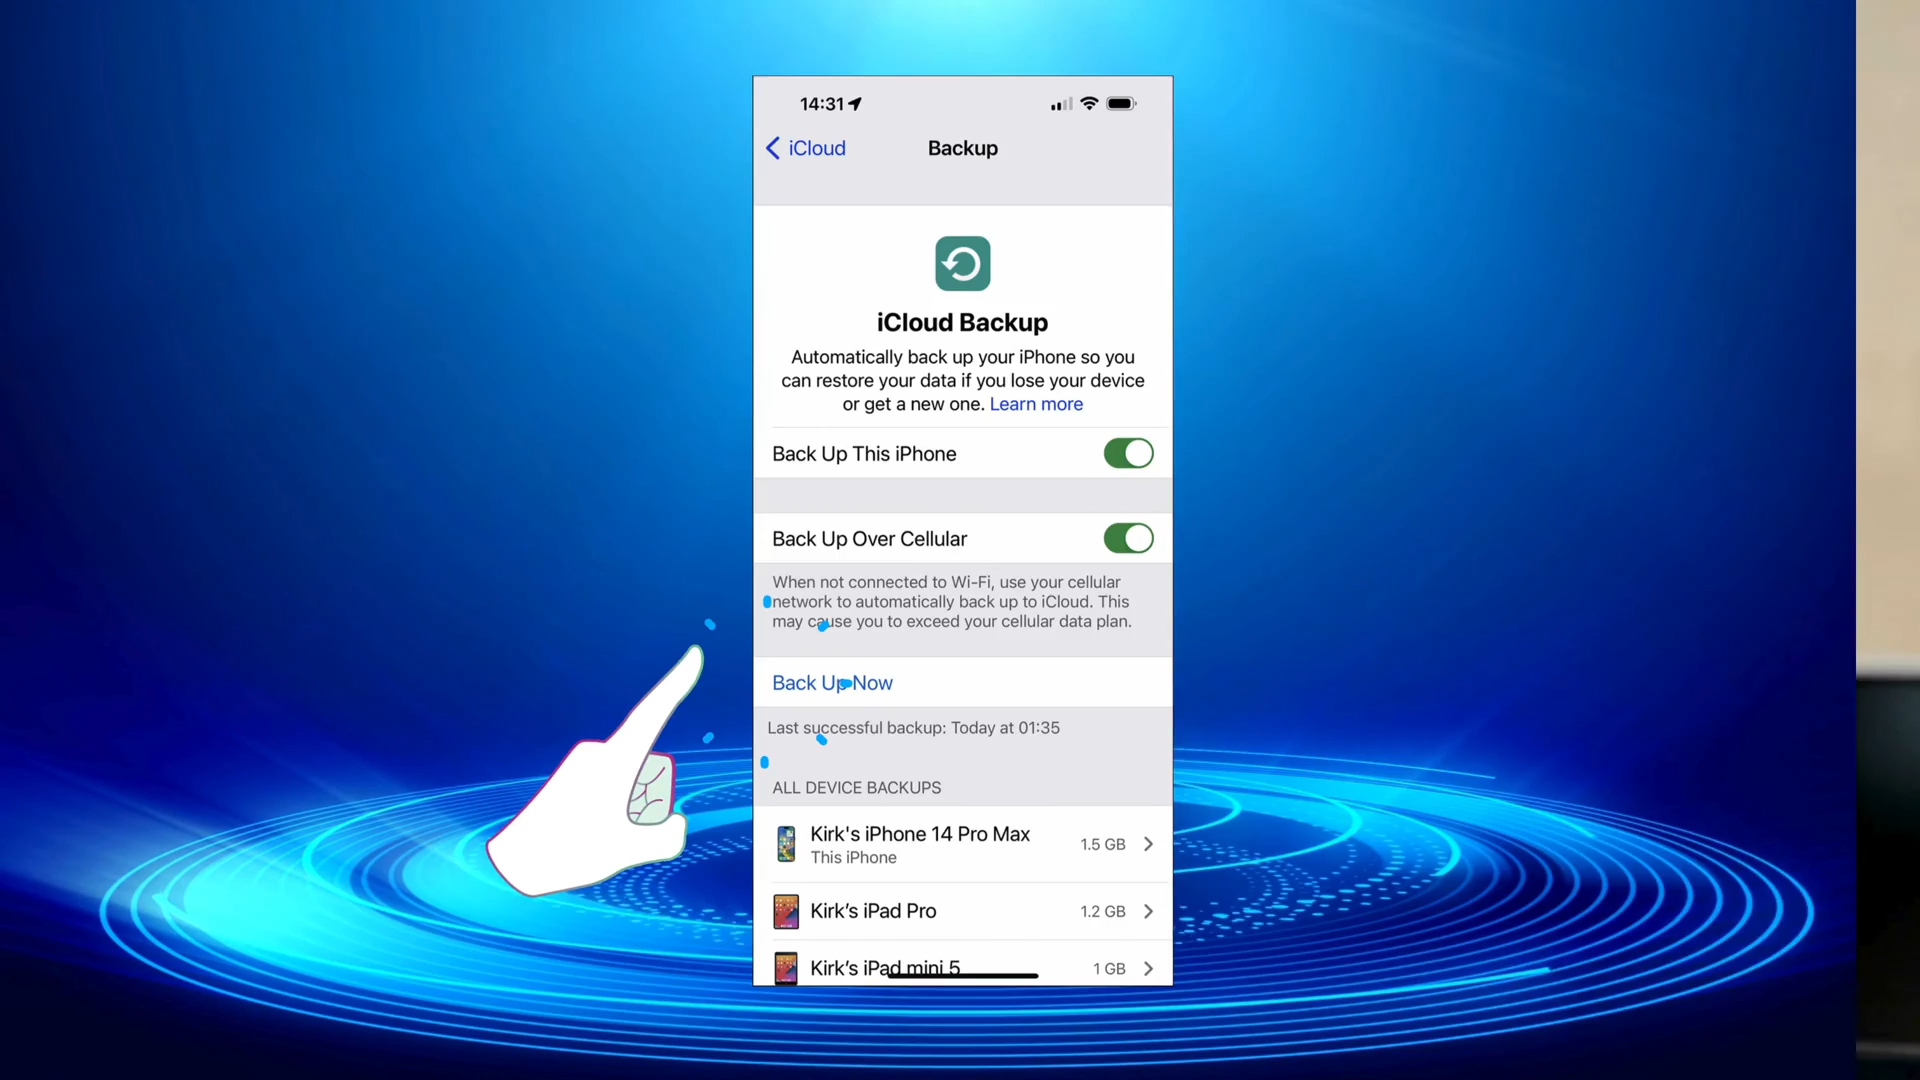 14:31
iCloud
Backup
iCloud Backup
Automatically back up your iPhone so you
can restore your data if you lose your device
or get a new one. Learn more
Back Up This iPhone
Back Up Over Cellular
When not connected to Wi-Fi, use your cellular
network to automatically back up to iCloud. This
may cause you to exceed your cellular data plan.
Back Up Now
Last successful backup: Today at 01:35
ALL DEVICE BACKUPS
Kirk's iPhone 14 Pro Max
This iPhone
1.5 GB
Kirk’s iPad Pro
1.2 GB
Kirk’s iPad mini 5
1 GB